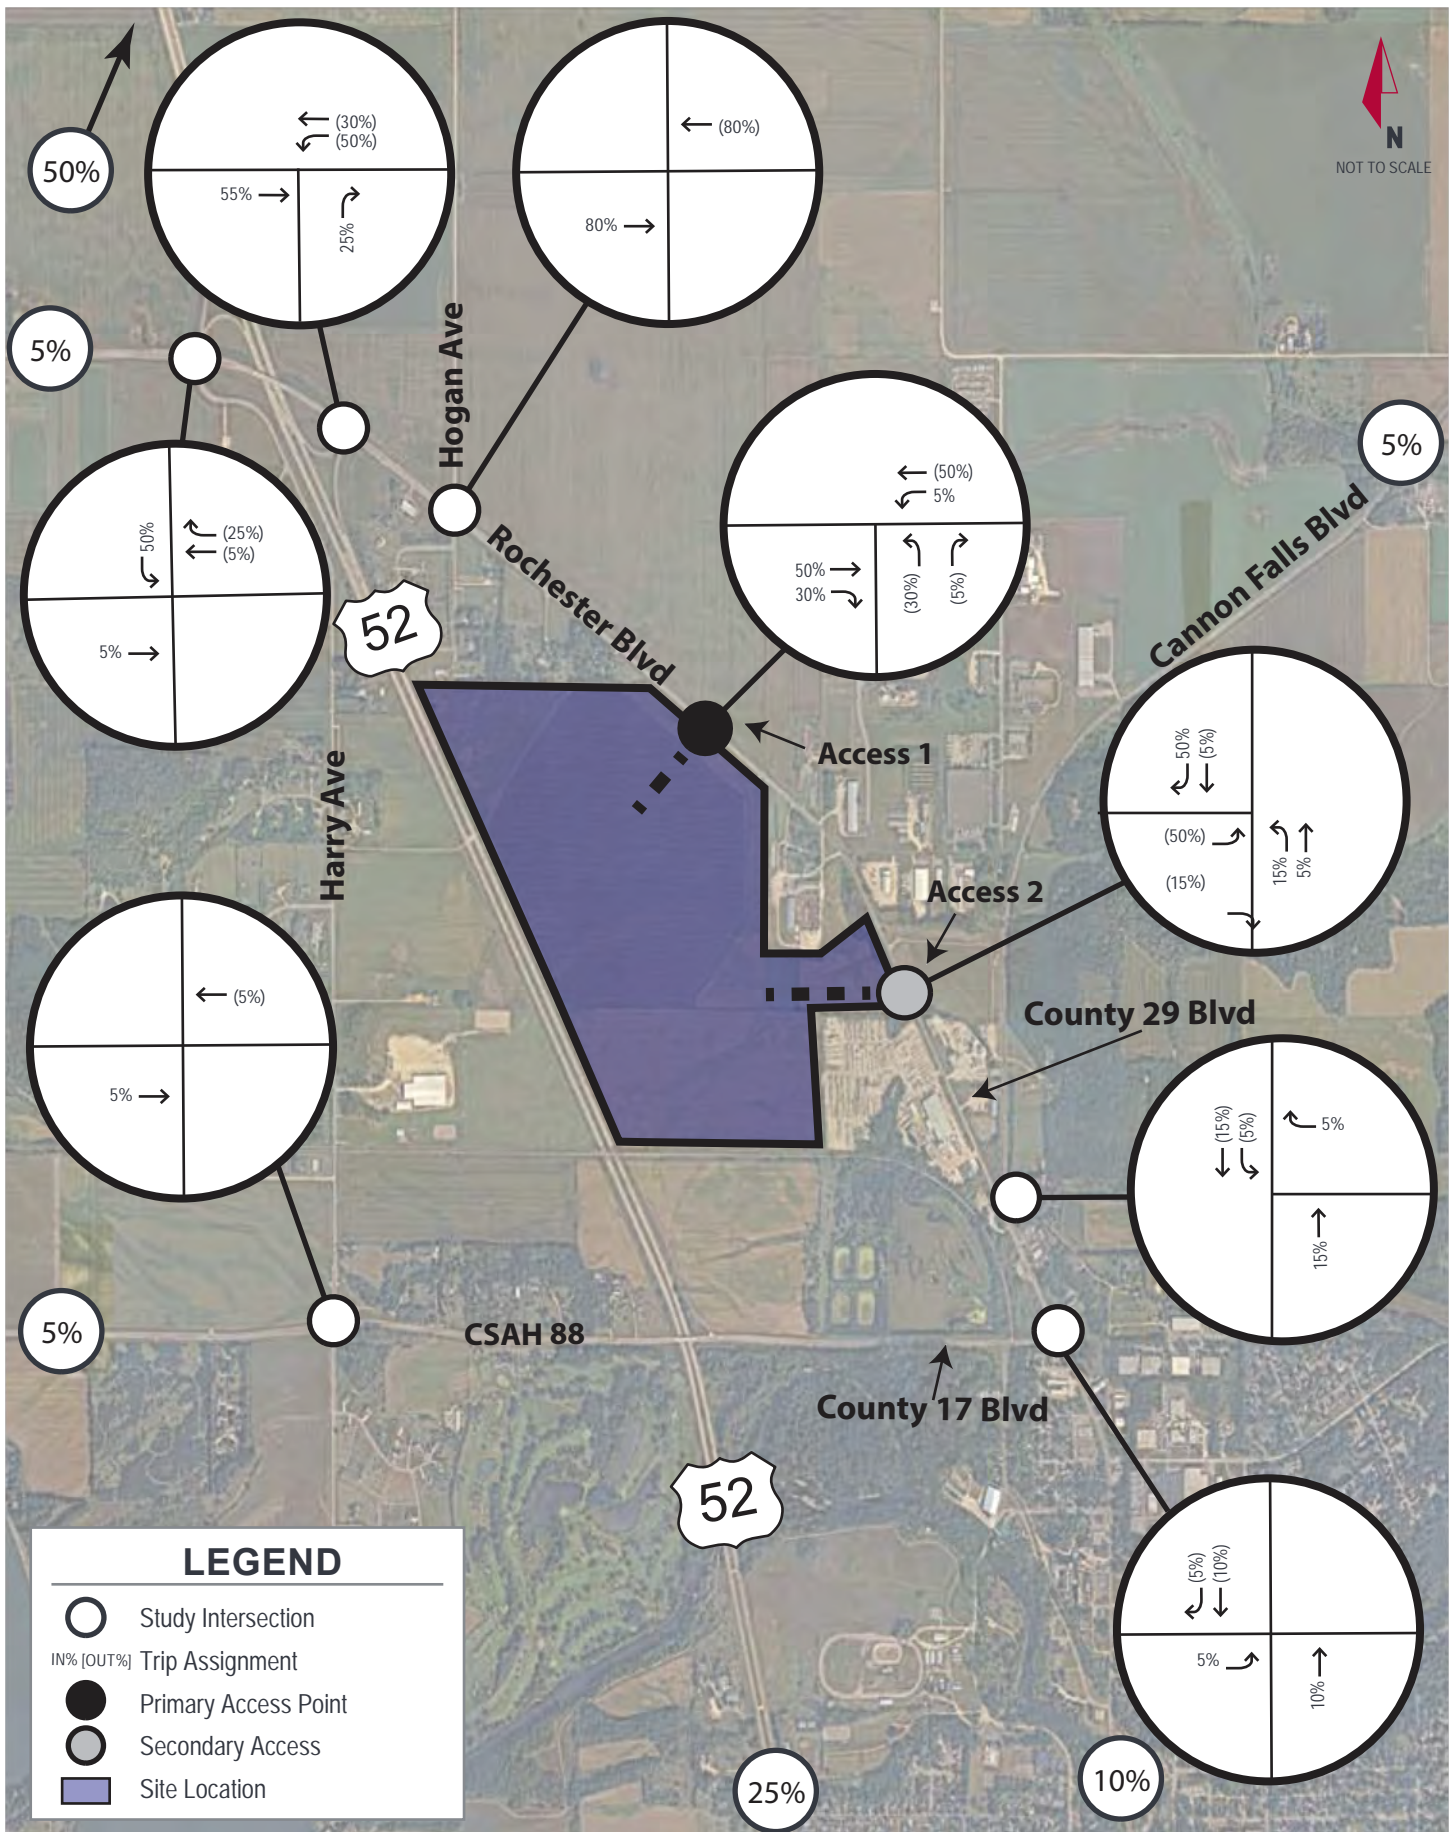 50%
(30%)
(50%)
55%
25%
(80%)
80%
N
NOT TO SCALE
5%
Hogan Ave
50%
(25%)
(5%)
5%
52
Rochester Blvd
(50%)
5%
50%
30%
(30%)
(5%)
5%
Cannon Falls Blvd
Access 1
50%
(5%)
(50%)
(15%)
15%
5%
Harry Ave
Access 2
County 29 Blvd
(5%)
5%
(15%)
(5%)
5%
15%
5%
CSAH 88
County 17 Blvd
52
(5%)
(10%)
5%
10%
25%
10%
LEGEND
Study Intersection
IN% [OUT%] Trip Assignment
Primary Access Point
Secondary Access
Site Location